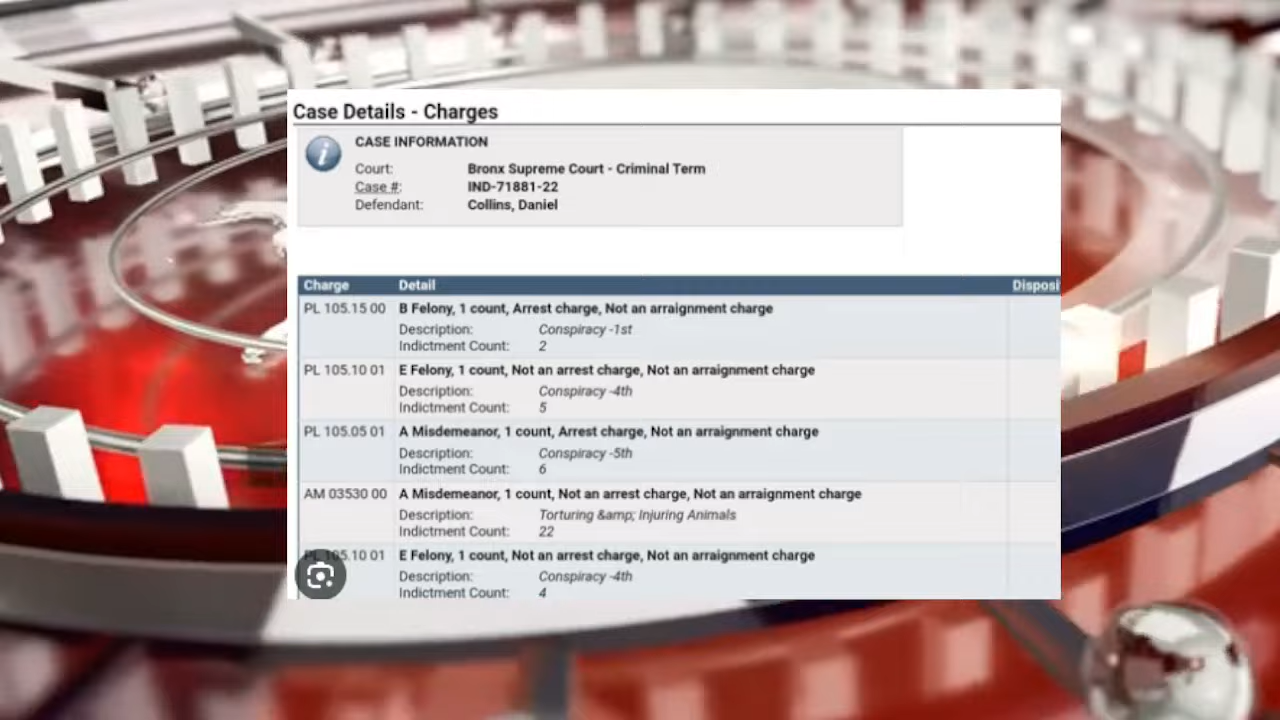 Case Details - Charges
CASE INFORMATION
Court: Bronx Supreme Court - Criminal Term
Case #: IND-71881-22
Defendant: Collins, Daniel
Charge Detail Disposi
PL 105.15 00 B Felony, 1 count, Arrest charge, Not an arraignment charge
Description: Conspiracy -1st
Indictment Count: 2
PL 105.10 01 E Felony, 1 count, Not an arrest charge, Not an arraignment charge
Description: Conspiracy -4th
Indictment Count: 5
PL 105.05 01 A Misdemeanor, 1 count, Arrest charge, Not an arraignment charge
Description: Conspiracy -5th
Indictment Count: 6
AM 03530 00 A Misdemeanor, 1 count, Not an arrest charge, Not an arraignment charge
Description: Torturing &amp; Injuring Animals
Indictment Count: 22
PL 105.10 01 E Felony, 1 count, Not an arrest charge, Not an arraignment charge
Description: Conspiracy -4th
Indictment Count: 4